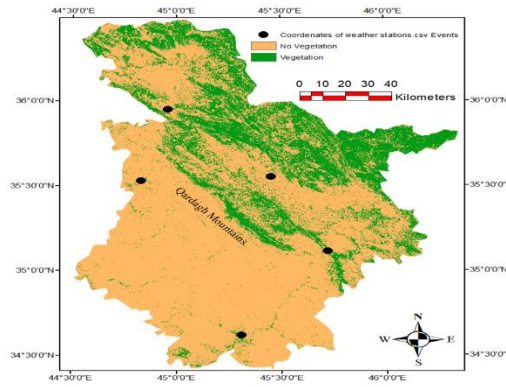 44°30'0"E 45°0'0"E 45°30'0"E 46°0'0"E
Coordenates of weather stations.csv Events
No Vegetation
Vegetation
0 10 20 30 40
Kilometers
36°0'0"N 36°0'0"N
35°30'0"N 35°30'0"N
Qardagh Mountains
35°0'0"N 35°0'0"N
34°30'0"N 34°30'0"N
N
W E
S
44°30'0"E 45°0'0"E 45°30'0"E 46°0'0"E